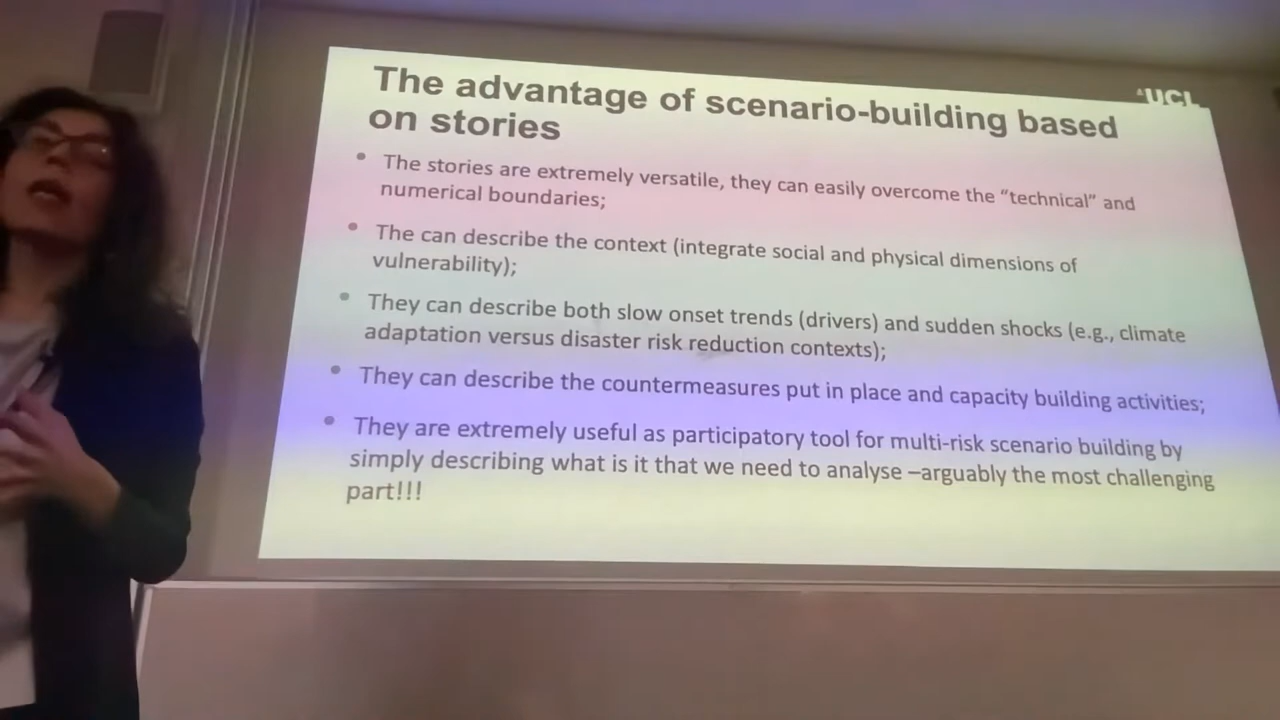 The advantage of scenario-building based
on stories
UCL
• The stories are extremely versatile, they can easily overcome the “technical” and
numerical boundaries;
• The can describe the context (integrate social and physical dimensions of
vulnerability);
• They can describe both slow onset trends (drivers) and sudden shocks (e.g., climate
adaptation versus disaster risk reduction contexts);
• They can describe the countermeasures put in place and capacity building activities;
• They are extremely useful as participatory tool for multi-risk scenario building by
simply describing what is it that we need to analyse –arguably the most challenging
part!!!